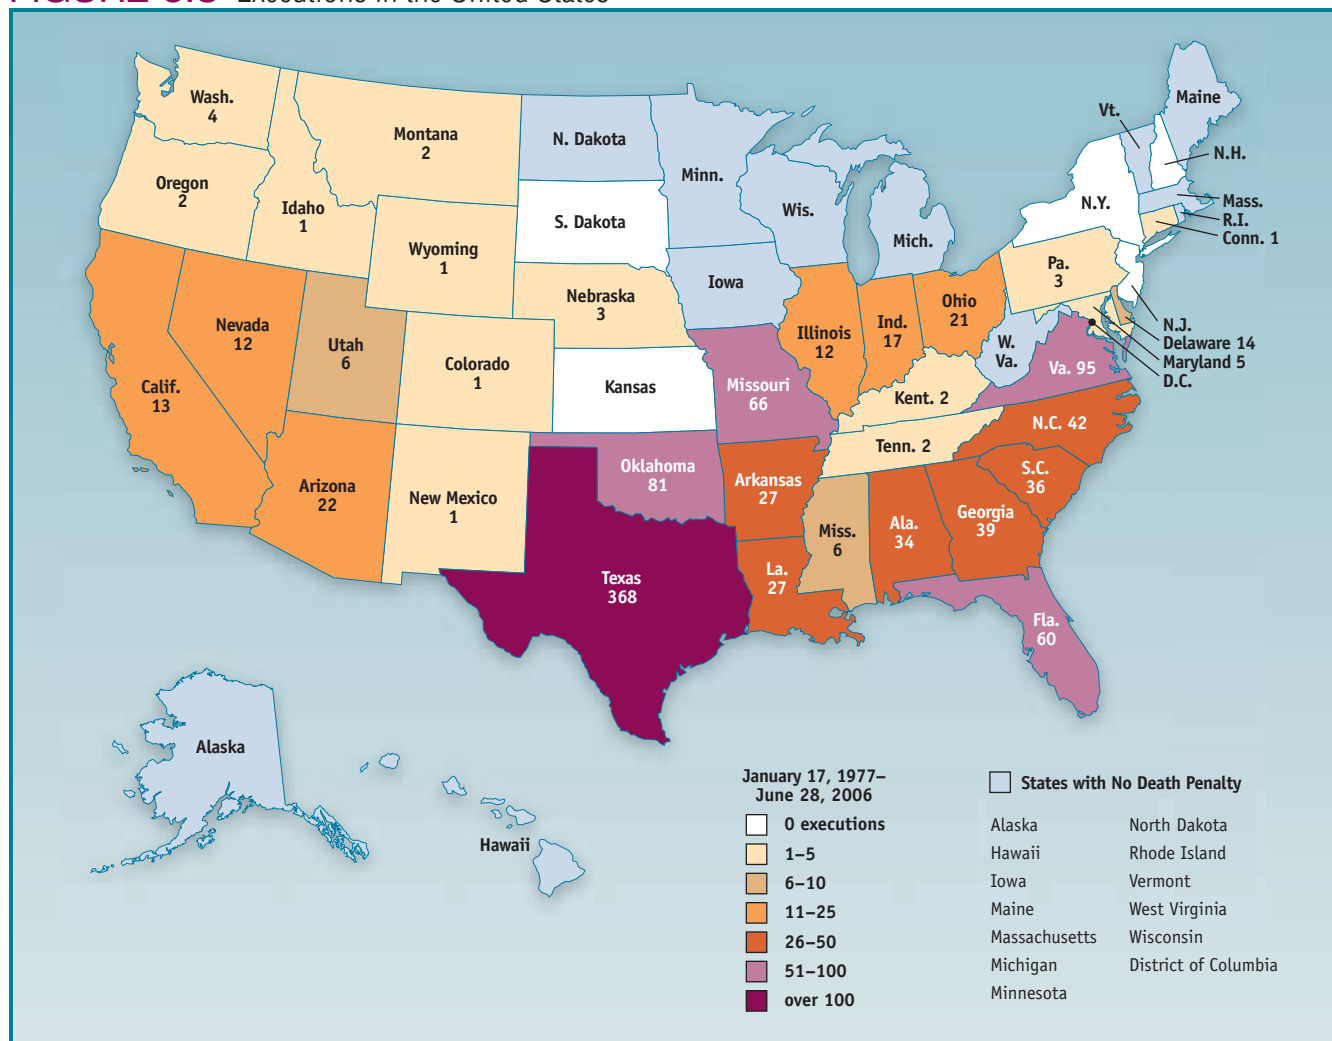 FIGURE
Executions in the United States
Wash.
4
Montana
2
N. Dakota
Minn.
Vt.
Maine
N.H.
Oregon
2
Idaho
1
S. Dakota
Wis.
Mich.
N.Y.
Mass.
R.I.
Conn. 1
Wyoming
1
Iowa
Pa.
3
Nebraska
3
Nevada
12
Utah
6
Illinois
12
Ind.
17
Ohio
21
N.J.
Delaware 14
Maryland 5
D.C.
W.
Va.
Va. 95
Calif.
13
Colorado
1
Kansas
Missouri
66
Kent. 2
N.C. 42
Tenn. 2
Arizona
22
New Mexico
1
Oklahoma
81
Arkansas
27
S.C.
36
Miss.
6
Ala.
34
Georgia
39
Texas
368
La.
27
Fla.
60
Alaska
Hawaii
January 17, 1977–
June 28, 2006
0 executions
1–5
6–10
11–25
26–50
51–100
over 100
States with No Death Penalty
Alaska
Hawaii
Iowa
Maine
Massachusetts
Michigan
Minnesota
North Dakota
Rhode Island
Vermont
West Virginia
Wisconsin
District of Columbia